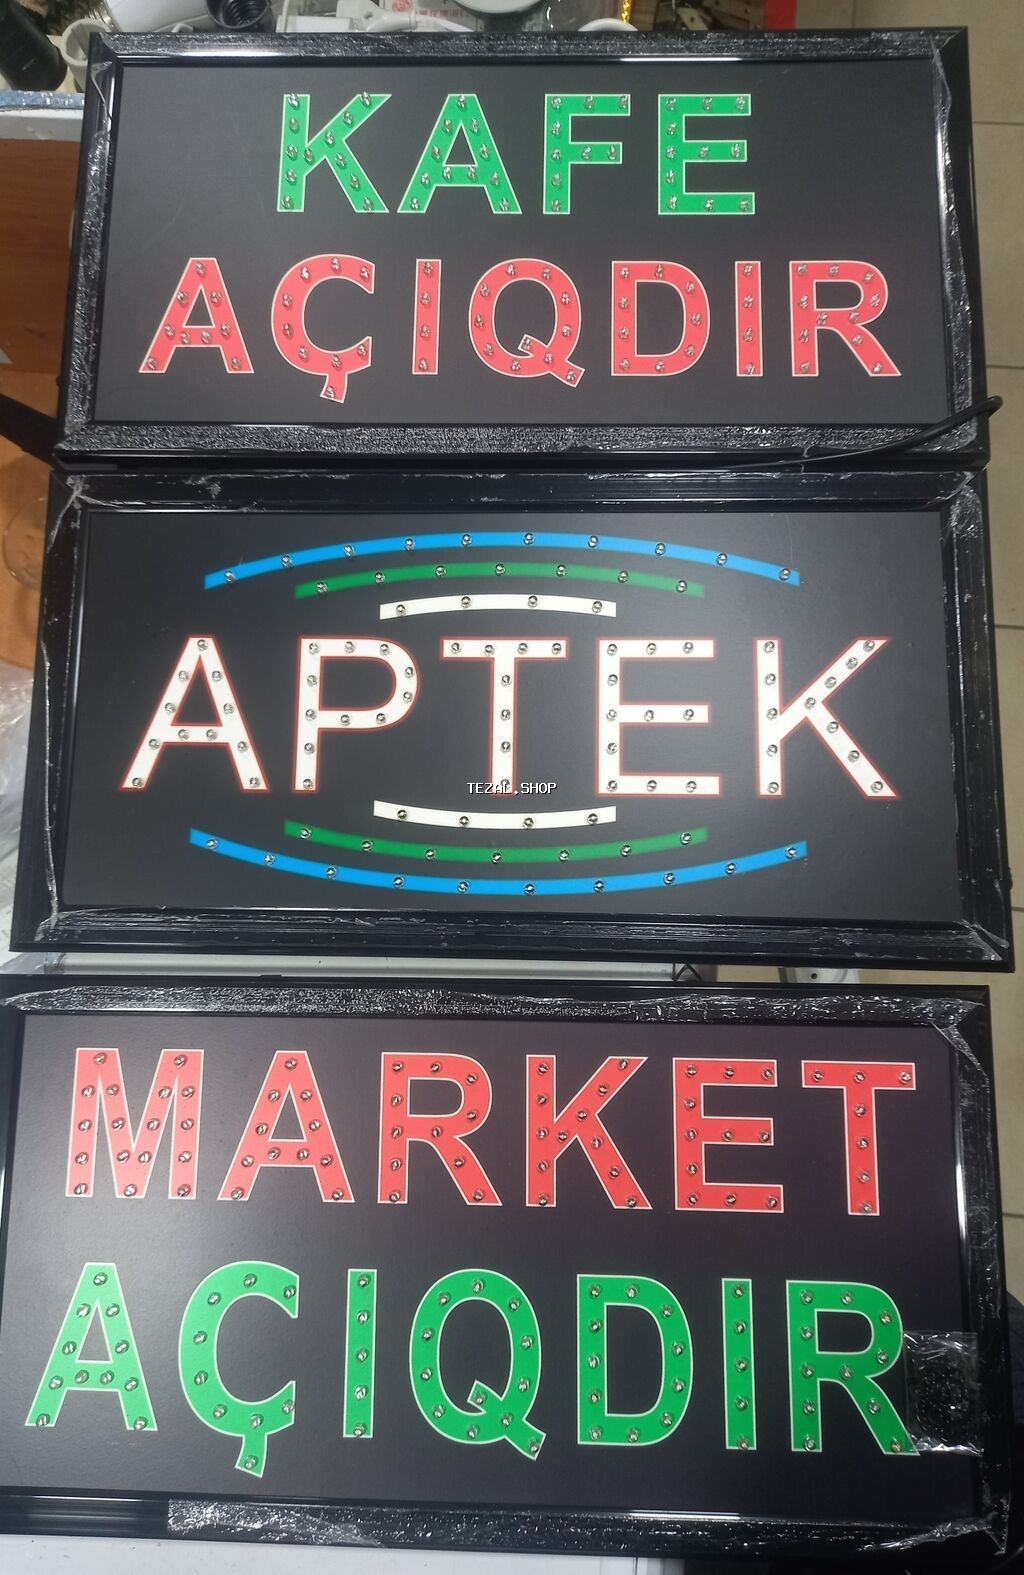 KAFE
AÇIQDIR
APTEK
TEZAL.SHOP
MARKET
AÇIQDIR